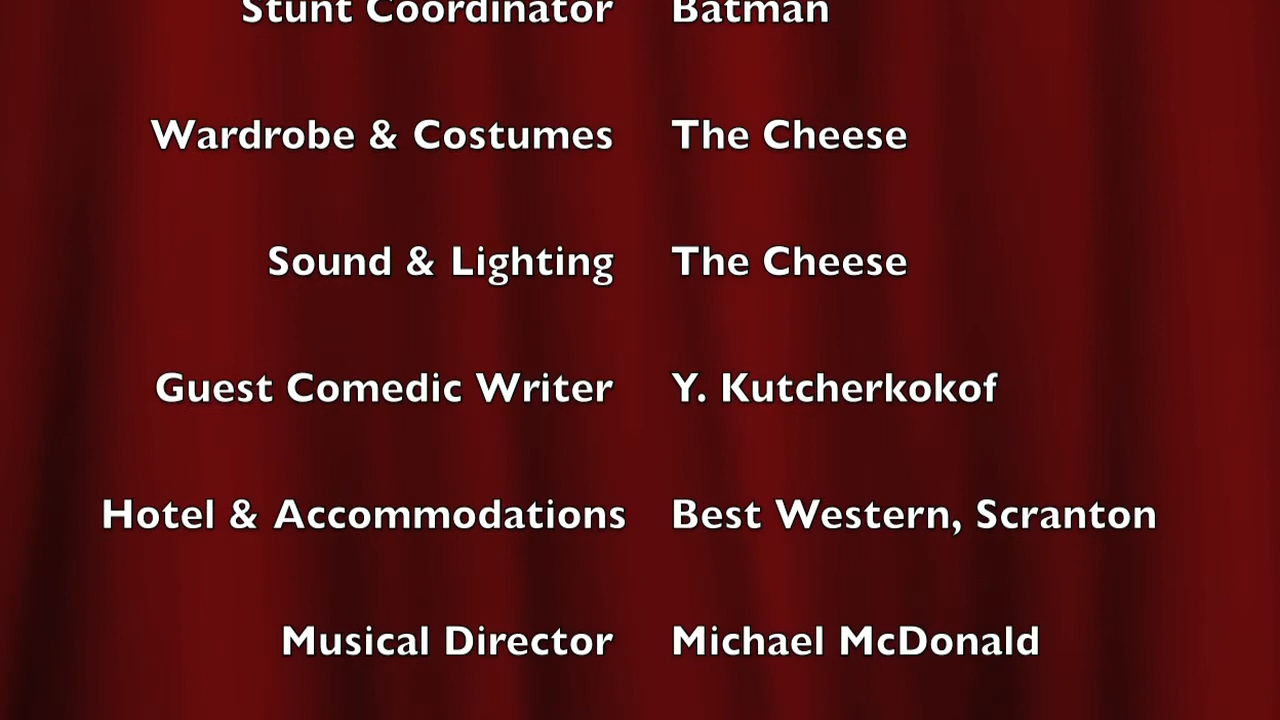 Stunt Coordinator Batman
Wardrobe & Costumes The Cheese
Sound & Lighting The Cheese
Guest Comedic Writer Y. Kutcherkokof
Hotel & Accommodations Best Western, Scranton
Musical Director Michael McDonald